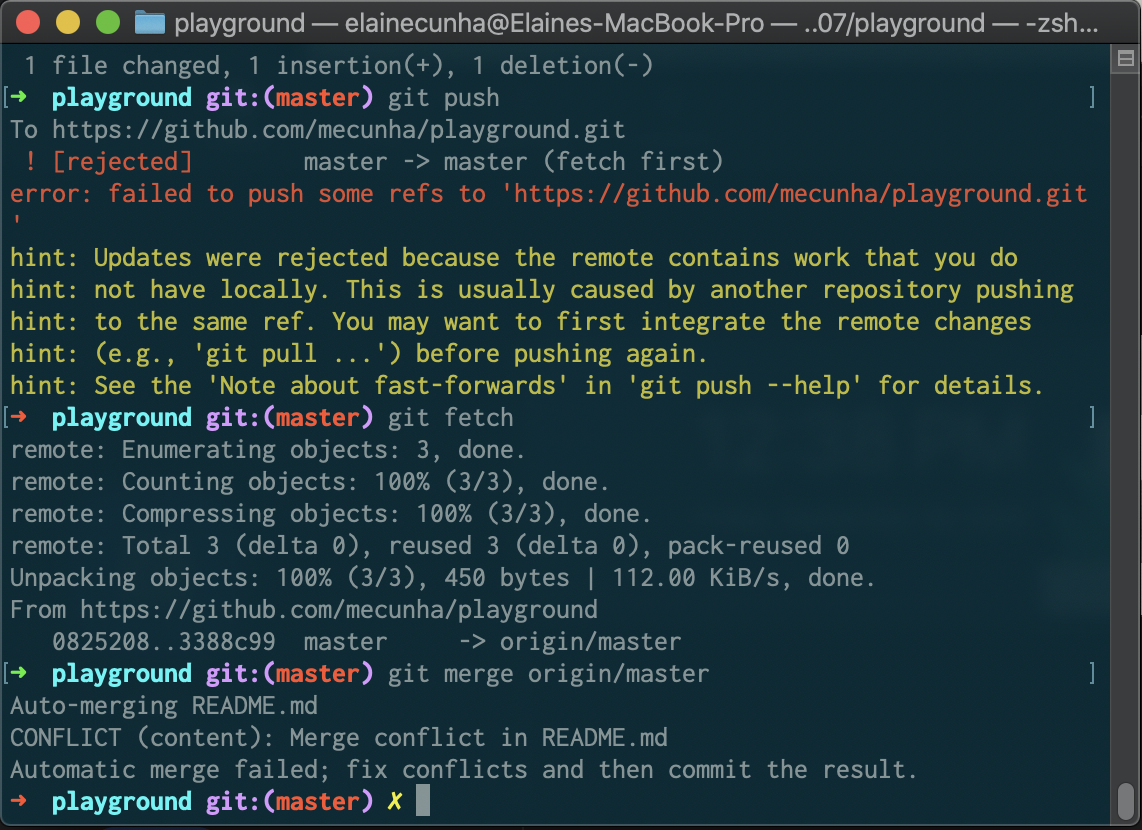 playground — elainecunha@Elaines-MacBook-Pro — ..07/playground — -zsh...
1 file changed, 1 insertion(+), 1 deletion(-)
[➜ playground git:(master) git push ]
To https://github.com/mecunha/playground.git
! [rejected] master -> master (fetch first)
error: failed to push some refs to 'https://github.com/mecunha/playground.git
'
hint: Updates were rejected because the remote contains work that you do
hint: not have locally. This is usually caused by another repository pushing
hint: to the same ref. You may want to first integrate the remote changes
hint: (e.g., 'git pull ...') before pushing again.
hint: See the 'Note about fast-forwards' in 'git push --help' for details.
[➜ playground git:(master) git fetch ]
remote: Enumerating objects: 3, done.
remote: Counting objects: 100% (3/3), done.
remote: Compressing objects: 100% (3/3), done.
remote: Total 3 (delta 0), reused 3 (delta 0), pack-reused 0
Unpacking objects: 100% (3/3), 450 bytes | 112.00 KiB/s, done.
From https://github.com/mecunha/playground
0825208..3388c99 master -> origin/master
[➜ playground git:(master) git merge origin/master ]
Auto-merging README.md
CONFLICT (content): Merge conflict in README.md
Automatic merge failed; fix conflicts and then commit the result.
➜ playground git:(master) ✗